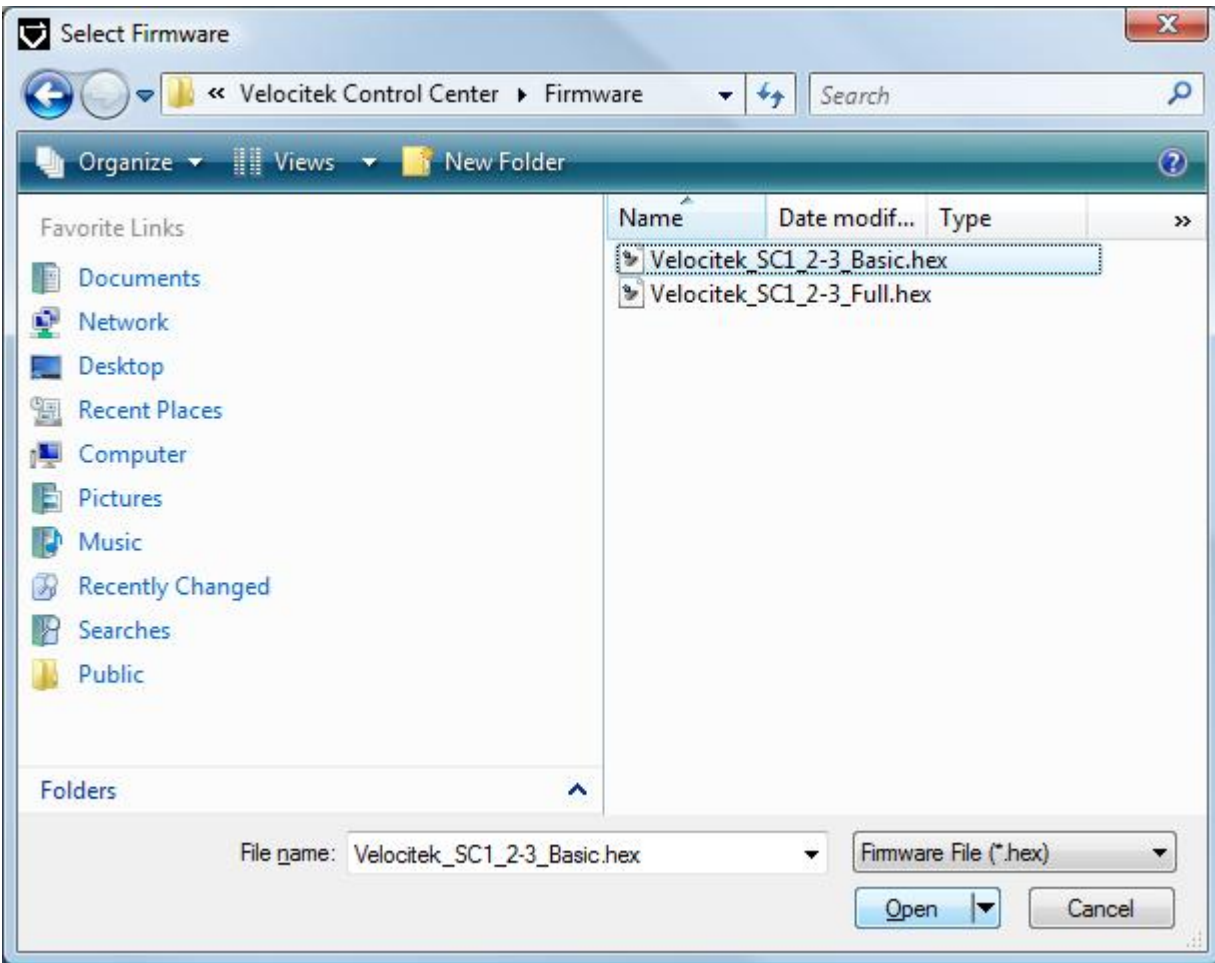 Select Firmware
« Velocitek Control Center Firmware Search
Organize Views New Folder
Favorite Links
Documents
Network
Desktop
Recent Places
Computer
Pictures
Music
Recently Changed
Searches
Public
Folders
Name Date modif... Type »
Velocitek_SC1_2-3_Basic.hex
Velocitek_SC1_2-3_Full.hex
File name: Velocitek_SC1_2-3_Basic.hex Firmware File (*.hex)
Open Cancel